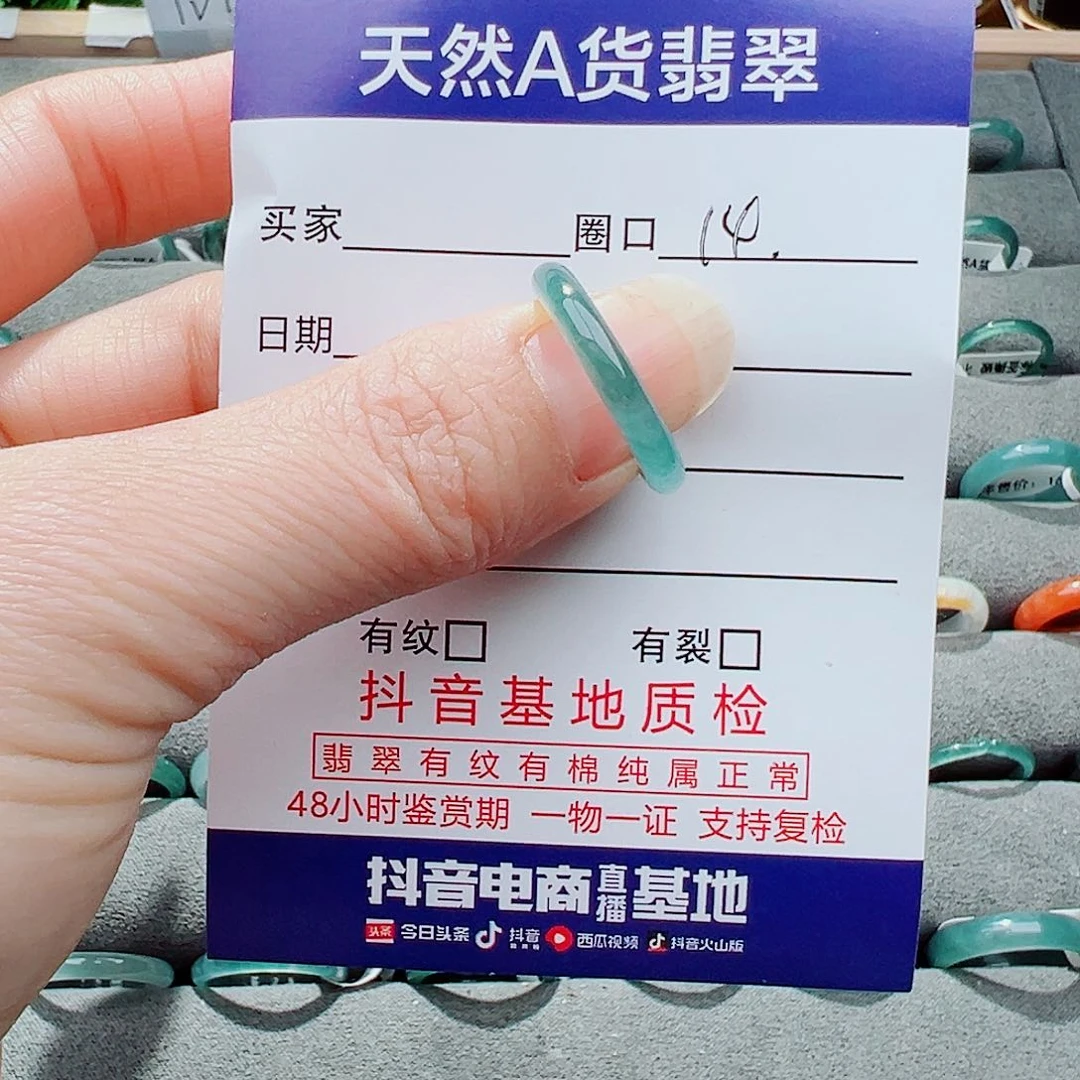 天然A货翡翠
买家 圈口 14.
日期
有纹 有裂
抖音基地质检
翡翠有纹有棉纯属正常
48小时鉴赏期 一物一证 支持复检
抖音电商直播基地
头条 今日头条 抖音 西瓜视频 抖音火山版